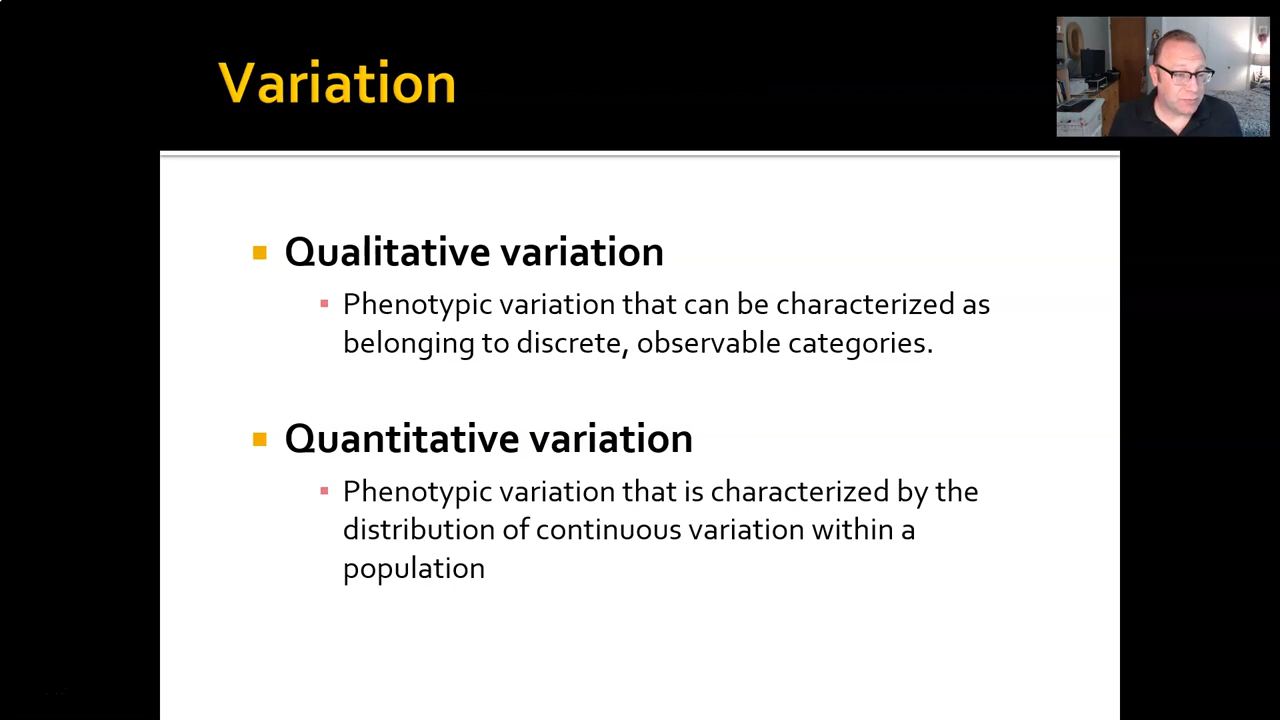 Variation
Qualitative variation
Phenotypic variation that can be characterized as
belonging to discrete, observable categories.
Quantitative variation
Phenotypic variation that is characterized by the
distribution of continuous variation within a
population